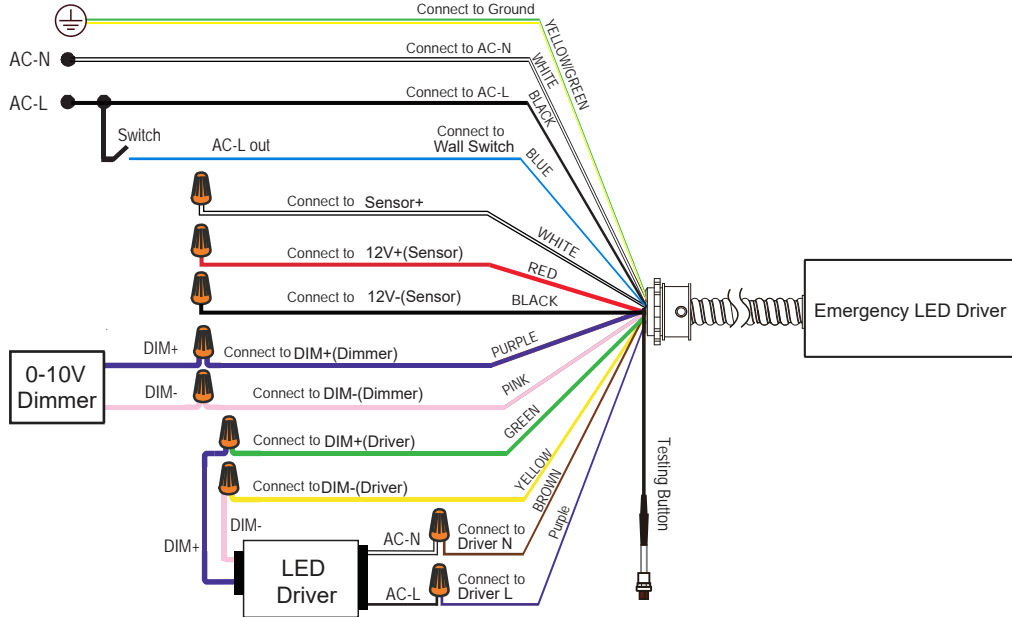 Connect to Ground
YELLOW/GREEN
AC-N
Connect to AC-N
WHITE
AC-L
Connect to AC-L
BLACK
Switch
AC-L out
Connect to
Wall Switch
BLUE
Connect to Sensor+
WHITE
Connect to 12V+(Sensor)
RED
Connect to 12V-(Sensor)
BLACK
Emergency LED Driver
0-10V
Dimmer
DIM+
Connect to DIM+(Dimmer)
PURPLE
DIM-
Connect to DIM-(Dimmer)
PINK
Connect to DIM+(Driver)
GREEN
Connect to DIM-(Driver)
YELLOW
BROWN
Purple
Testing Button
DIM+
DIM-
LED
Driver
AC-N
Connect to
Driver N
AC-L
Connect to
Driver L